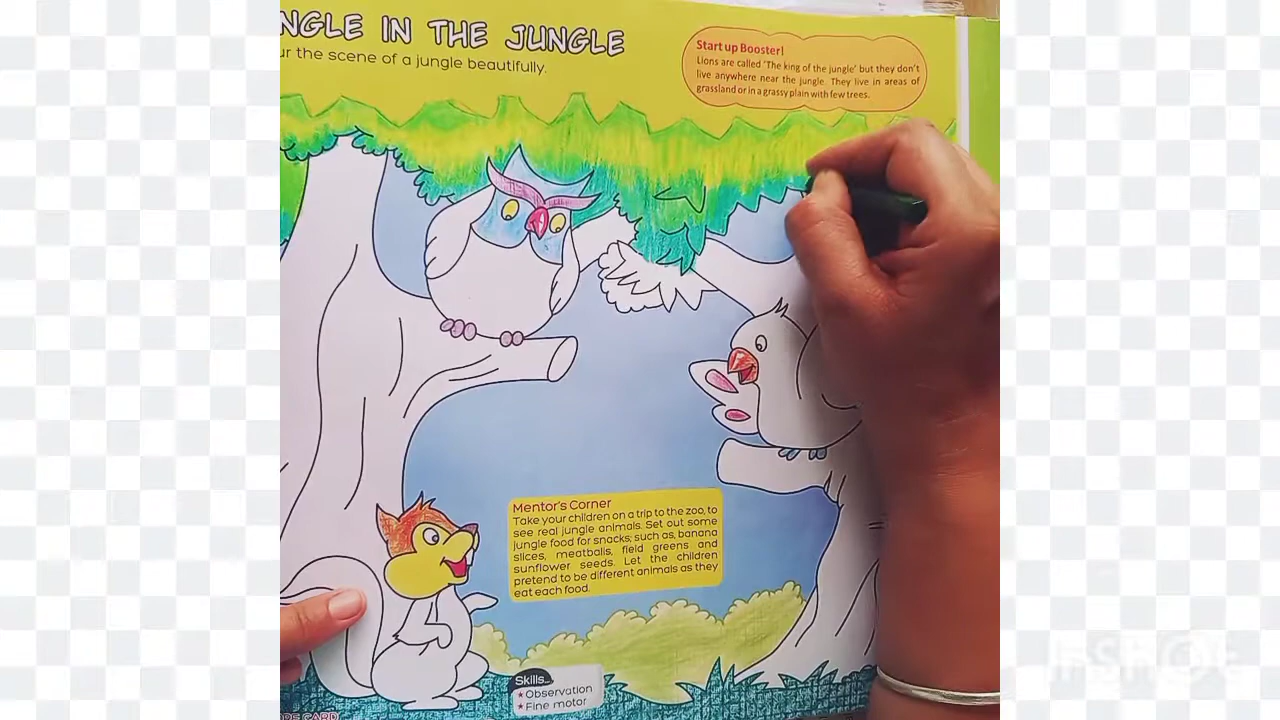 NGLE IN THE JUNGLE
ur the scene of a jungle beautifully.
Start up Booster!
Lions are called 'The king of the jungle' but they don't
live anywhere near the jungle. They live in areas of
grassland or in a grassy plain with few trees.
Mentor's Corner
Take your children on a trip to the zoo, to
see real jungle animals. Set out some
jungle food for snacks; such as, banana
slices, meatballs, field greens and
sunflower seeds. Let the children
pretend to be different animals as they
eat each food.
Skills...
★Observation
★Fine motor
CARD
InShOt